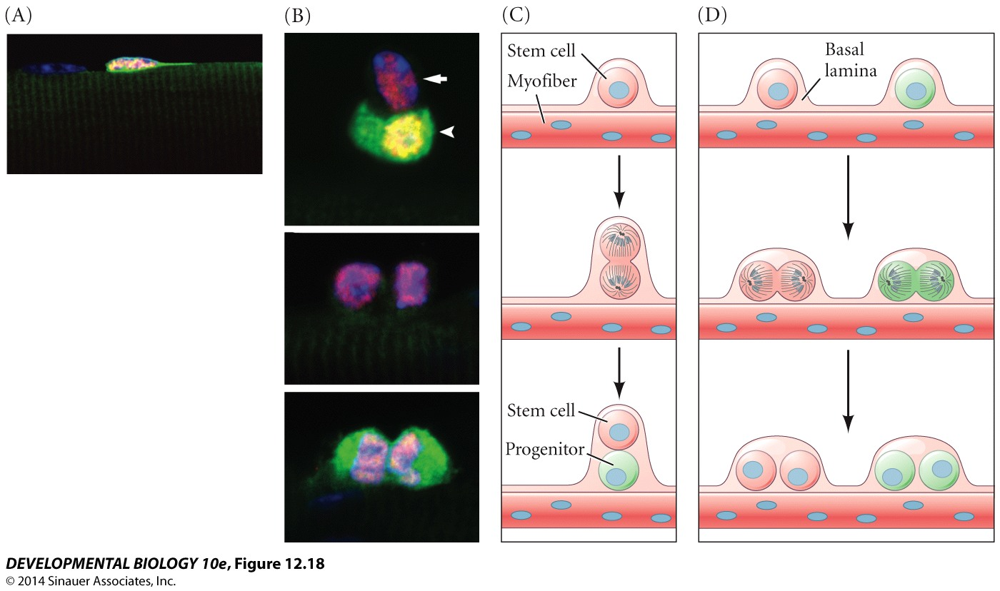 (A)
(B)
(C)
(D)
Stem cell
Myofiber
Basal
lamina
Stem cell
Progenitor
DEVELOPMENTAL BIOLOGY 10e, Figure 12.18
© 2014 Sinauer Associates, Inc.